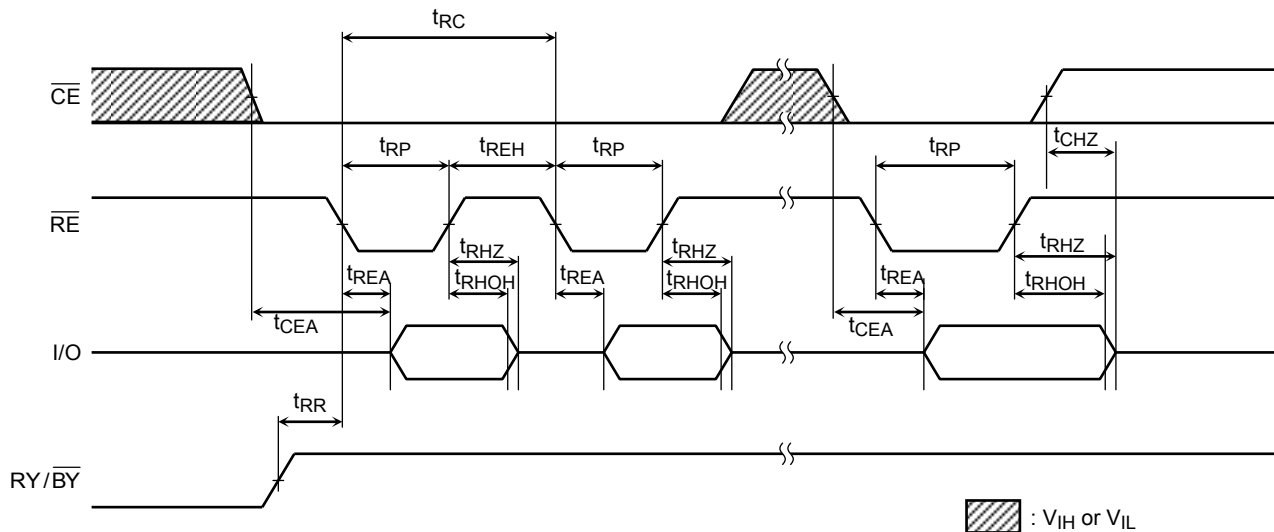 tRC
CE
tCHZ
tRP tREH tRP tRP
RE
tRHZ tRHZ tRHZ
tREA tRHOH tREA tRHOH tREA tRHOH
tCEA tCEA
I/O
tRR
RY/BY
: VIH or VIL